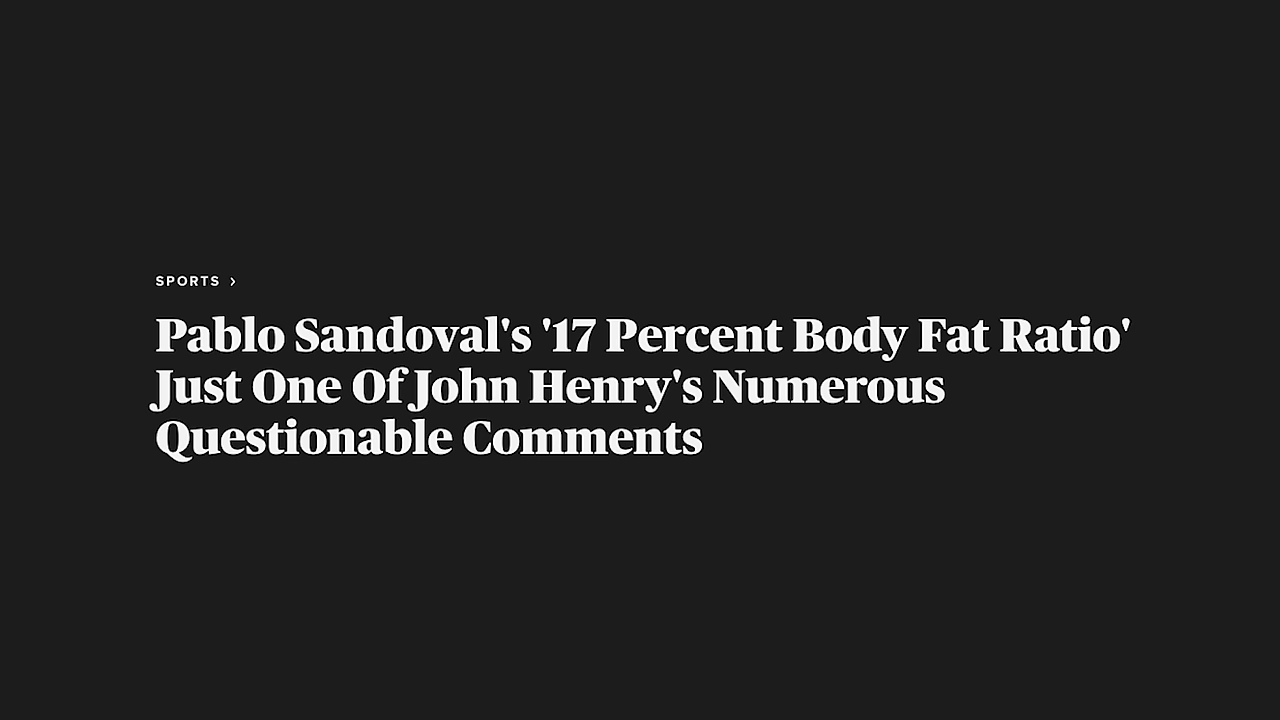 SPORTS ›
Pablo Sandoval's '17 Percent Body Fat Ratio'
Just One Of John Henry's Numerous
Questionable Comments